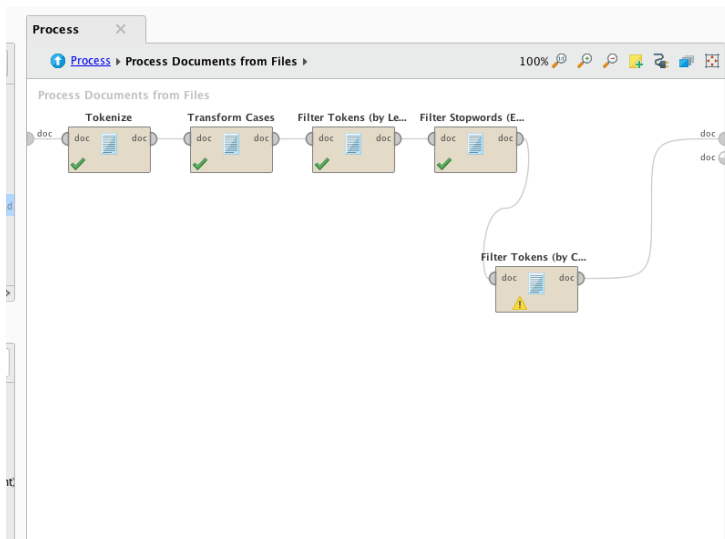 Process
Process Process Documents from Files
100%
Process Documents from Files
Tokenize
Transform Cases
Filter Tokens (by Le...
Filter Stopwords (E...
doc
doc doc
doc doc
doc doc
doc doc
doc
doc
d
Filter Tokens (by C...
doc doc
nt)